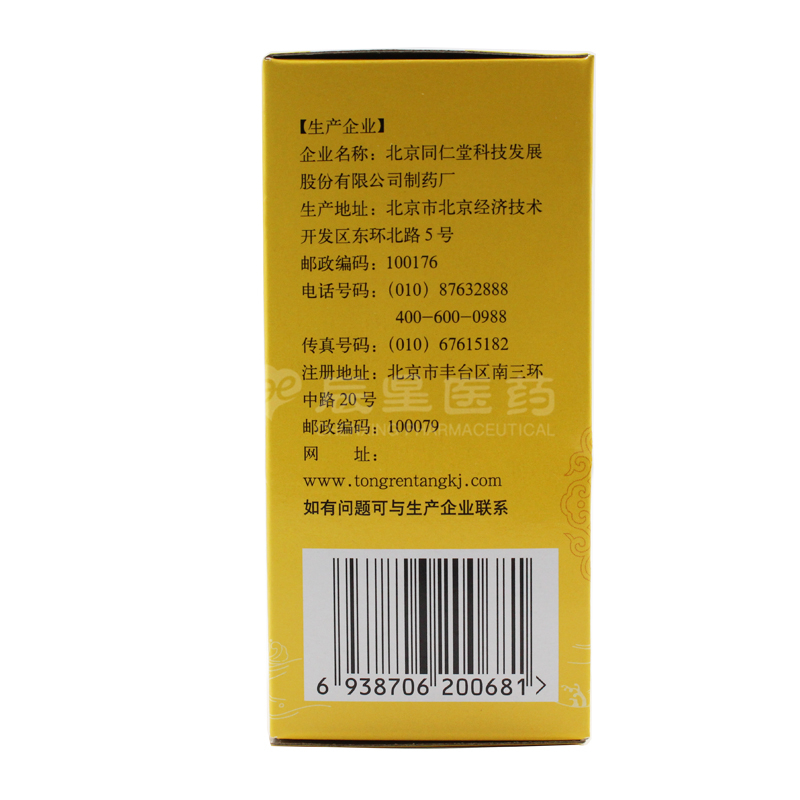 【生产企业】
企业名称：北京同仁堂科技发展
股份有限公司制药厂
生产地址：北京市北京经济技术
开发区东环北路5号
邮政编码：100176
电话号码：（010）87632888
400-600-0988
传真号码：（010）67615182
注册地址：北京市丰台区南三环
中路20号
邮政编码：100079
网　　址：
www.tongrentangkj.com
如有问题可与生产企业联系
辰星医药
PHARMACEUTICAL
6 938706 200681 >